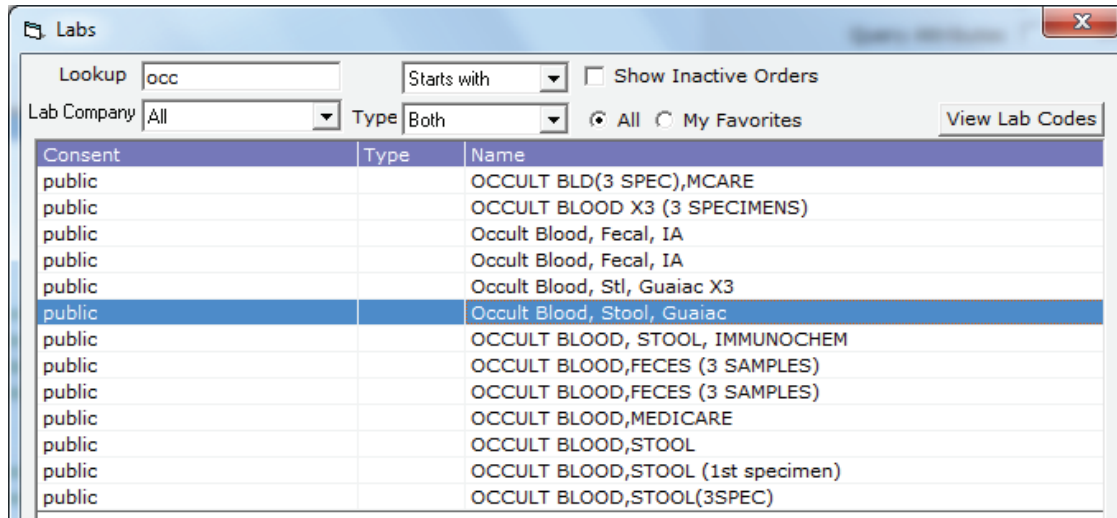 Labs
Lookup occ Starts with Show Inactive Orders
Lab Company All Type Both All My Favorites View Lab Codes
Consent Type Name
public OCCULT BLD(3 SPEC),MCARE
public OCCULT BLOOD X3 (3 SPECIMENS)
public Occult Blood, Fecal, IA
public Occult Blood, Fecal, IA
public Occult Blood, Stl, Guaiac X3
public Occult Blood, Stool, Guaiac
public OCCULT BLOOD, STOOL, IMMUNOCHEM
public OCCULT BLOOD,FECES (3 SAMPLES)
public OCCULT BLOOD,FECES (3 SAMPLES)
public OCCULT BLOOD,MEDICARE
public OCCULT BLOOD,STOOL
public OCCULT BLOOD,STOOL (1st specimen)
public OCCULT BLOOD,STOOL(3SPEC)